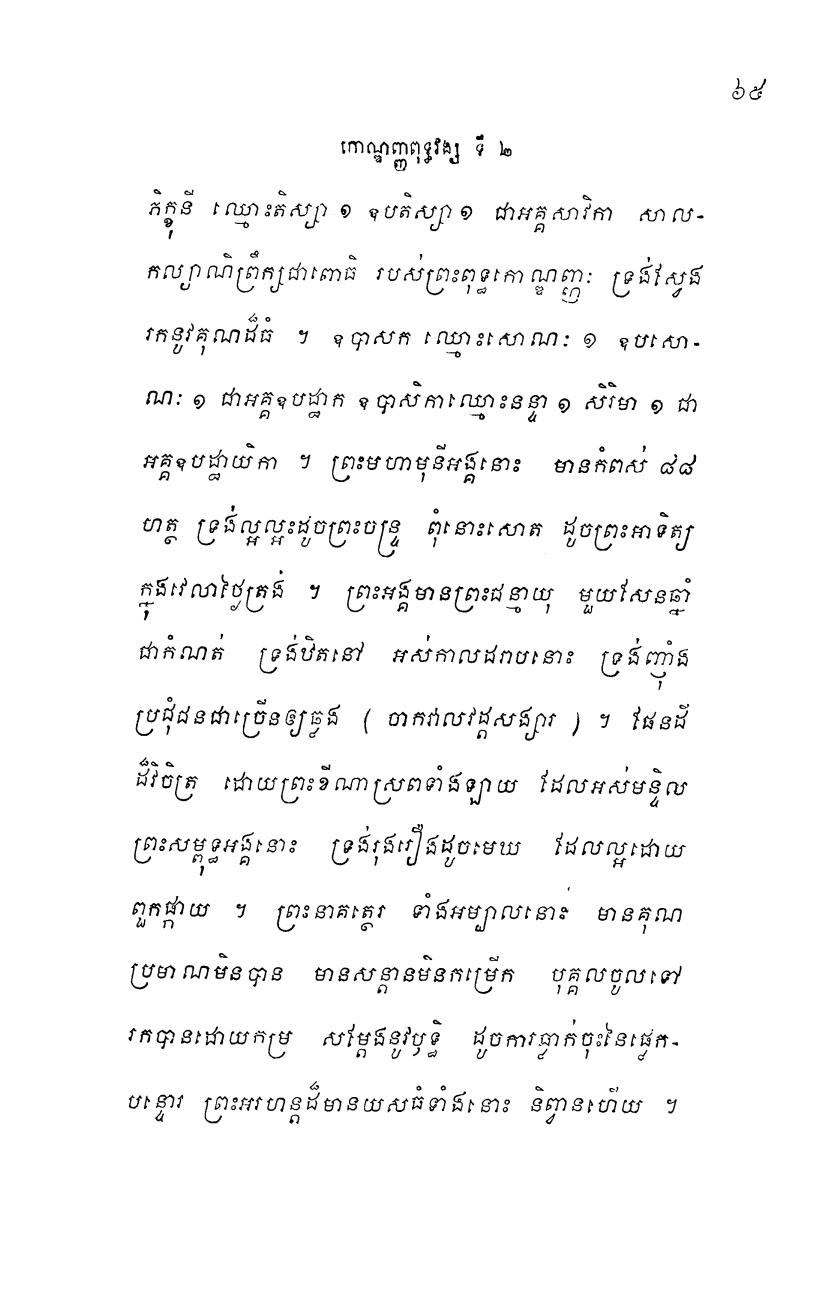 ៦៥
កោណ្ឌញ្ញពុទ្ធវង្ស ទី ២
ភិក្ខុនី ឈ្មោះតិស្សា ១ ឧបតិស្សា ១ ជាអគ្គសាវិកា សាល-
កល្យាណិព្រឹក្សជាពោធិ របស់ព្រះពុទ្ធកោណ្ឌញ្ញៈ ទ្រង់ស្វែង
រកនូវគុណដ៏ធំ ។ ឧបាសក ឈ្មោះសោណៈ ១ ឧបសោ-
ណៈ ១ ជាអគ្គឧបដ្ឋាក ឧបាសិកាឈ្មោះនន្ទា ១ សិរិមា ១ ជា
អគ្គឧបដ្ឋាយិកា ។ ព្រះមហាមុនីអង្គនោះ មានកំពស់ ៨៨
ហត្ថ ទ្រង់ល្អល្អះដូចព្រះចន្ទ្រ ពុំនោះសោត ដូចព្រះអាទិត្យ
ក្នុងវេលាថ្ងៃត្រង់ ។ ព្រះអង្គមានព្រះជន្មាយុ មួយសែនឆ្នាំ
ជាកំណត់ ទ្រង់ឋិតនៅ អស់កាលដរាបនោះ ទ្រង់ញ៉ាំង
ប្រជុំជនជាច្រើនឲ្យឆ្លង ( ចាកវាលវដ្តសង្សារ ) ។ ផែនដី
ដ៏វិចិត្រ ដោយព្រះខីណាស្រពទាំងឡាយ ដែលអស់មន្ទិល
ព្រះសម្ពុទ្ធអង្គនោះ ទ្រង់រុងរឿងដូចមេឃ ដែលល្អដោយ
ពួកផ្កាយ ។ ព្រះនាគត្ថេរ ទាំងអម្បាលនោះ មានគុណ
ប្រមាណមិនបាន មានសន្តានមិនកម្រើក បុគ្គលចូលទៅ
រកបានដោយកម្រ សម្តែងនូវឫទ្ធិ ដូចការធ្លាក់ចុះនៃផ្លេក-
បន្ទោរ ព្រះអរហន្តដ៏មានយសធំទាំងនោះ និព្វានហើយ ។